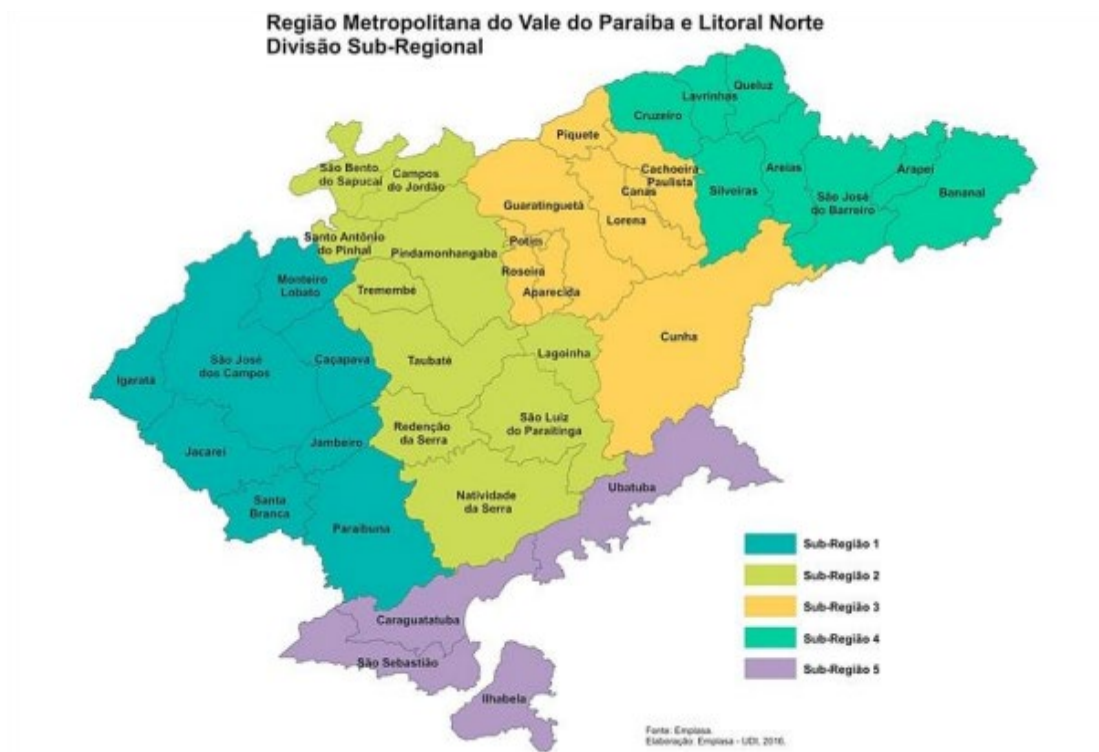 Região Metropolitana do Vale do Paraíba e Litoral Norte
Divisão Sub-Regional
Queluz
Lavrinhas
Cruzeiro
Piquete
São Bento
do Sapucaí
Campos
do Jordão
Cachoeira
Paulista
Canas
Silveiras
Areias
Arapeí
Bananal
São José
do Barreiro
Guaratinguetá
Lorena
Santo Antônio
do Pinhal
Pindamonhangaba
Potim
Roseira
Aparecida
Monteiro
Lobato
Tremembé
Cunha
Igaratá
São José
dos Campos
Caçapava
Taubaté
Lagoinha
Redenção
da Serra
São Luiz
do Paraitinga
Jacareí
Jambeiro
Santa
Branca
Paraibuna
Natividade
da Serra
Ubatuba
Caraguatatuba
São Sebastião
Ilhabela
Sub-Região 1
Sub-Região 2
Sub-Região 3
Sub-Região 4
Sub-Região 5
Fonte: Emplasa.
Elaboração: Emplasa - UDI, 2016.